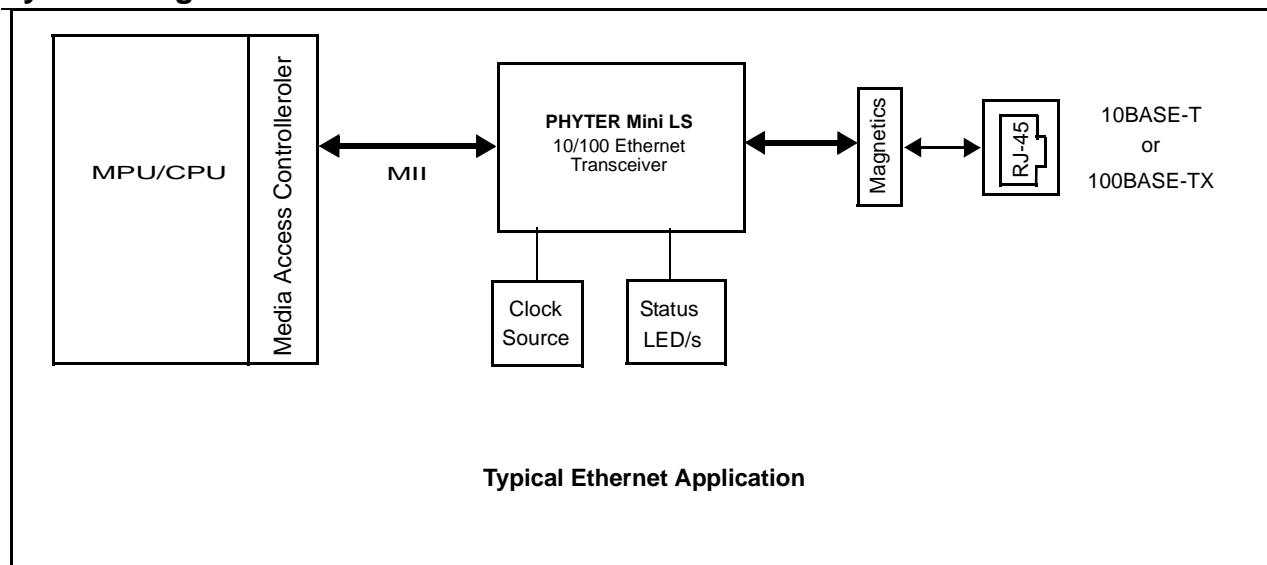 MPU/CPU
Media Access Controlleroler
MII
PHYTER Mini LS
10/100 Ethernet
Transceiver
Clock
Source
Status
LED/s
Magnetics
RJ-45
10BASE-T
or
100BASE-TX
Typical Ethernet Application